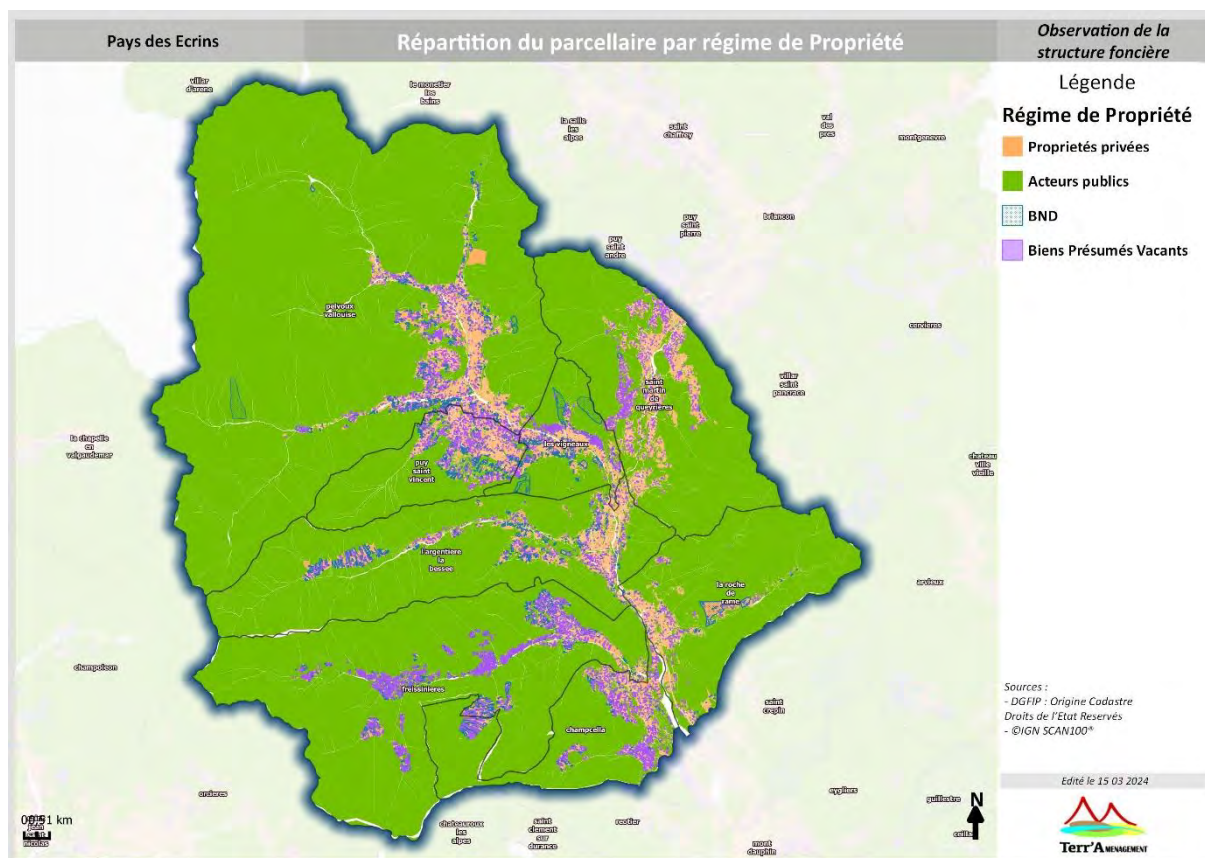 Pays des Ecrins
Répartition du parcellaire par régime de Propriété
Observation de la
structure foncière
Légende
Régime de Propriété
Proprietés privées
Acteurs publics
BND
Biens Présumés Vacants
villar
d'arene
le monetier
les
bains
la salle
les
alpes
saint
chaffrey
val
des
pres
montgenevre
puy
saint
pierre
briancon
puy
saint
andre
pelvoux
vallouise
cervieres
saint
martin
de
queyrieres
villar
saint
pancrace
la chapelle
en
valgaudemar
les vigneaux
puy
saint
vincent
chateau
ville
vieille
l'argentiere
la
bessee
la roche
de
rame
arvieux
champoleon
freissinieres
saint
crepin
champcella
orcieres
chateauroux
les
alpes
saint
clement
sur
durance
reotier
eygliers
guillestre
mont
dauphin
km
nicolas
N
Sources :
- DGFIP : Origine Cadastre
Droits de l'Etat Reservés
- ©IGN SCAN100®
Edité le 15 03 2024
Terr'AMENAGEMENT